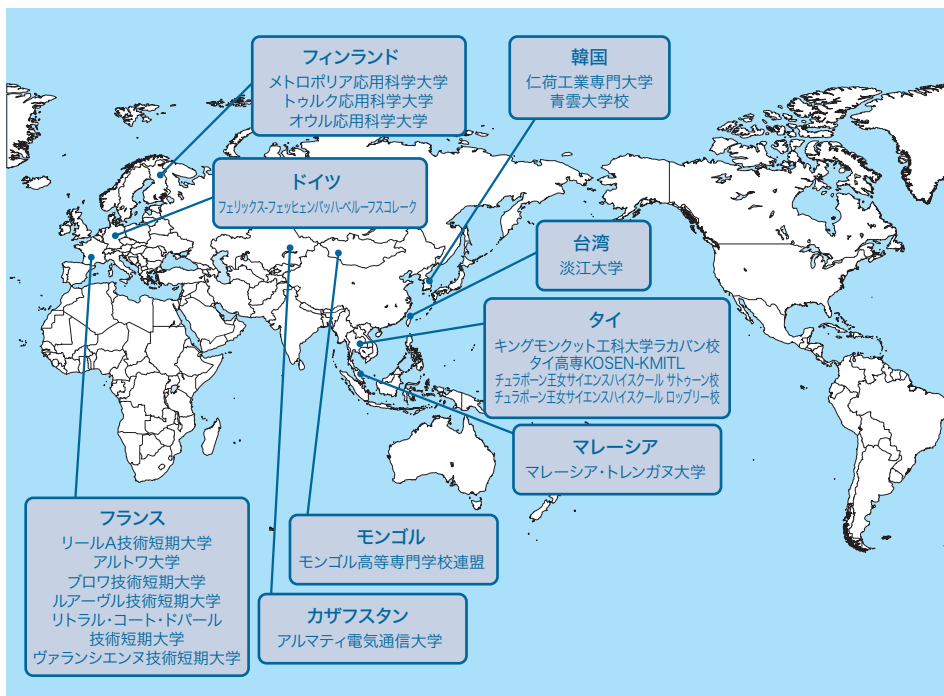 フィンランド
メトロポリア応用科学大学
トゥルク応用科学大学
オウル応用科学大学
韓国
仁荷工業専門大学
青雲大学校
ドイツ
フェリックス-フェッヒェンバッハ-ベルーフスコレーク
台湾
淡江大学
タイ
キングモンクット工科大学ラカバン校
タイ高専KOSEN-KMITL
チュラポーン王女サイエンスハイスクール サトゥーン校
チュラポーン王女サイエンスハイスクール ロッブリー校
マレーシア
マレーシア・トレンガヌ大学
フランス
リールA技術短期大学
アルトワ大学
ブロワ技術短期大学
ルアーヴル技術短期大学
リトラル・コート・ドパール
技術短期大学
ヴァランシエンヌ技術短期大学
モンゴル
モンゴル高等専門学校連盟
カザフスタン
アルマティ電気通信大学